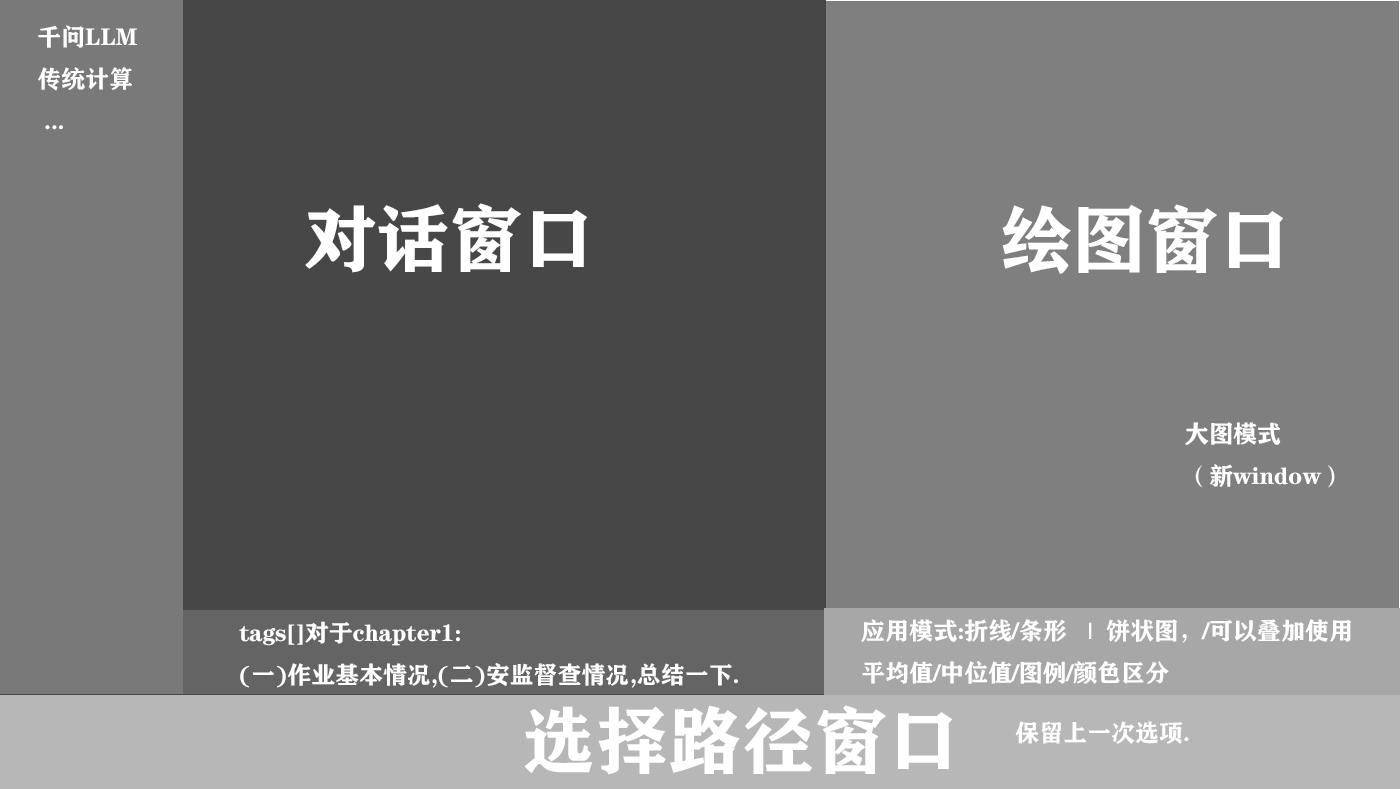 千问LLM
传统计算
...
对话窗口
绘图窗口
大图模式
（新window）
tags[]对于chapter1:
(一)作业基本情况,(二)安监督查情况,总结一下.
应用模式:折线/条形 | 饼状图，/可以叠加使用
平均值/中位值/图例/颜色区分
选择路径窗口
保留上一次选项.